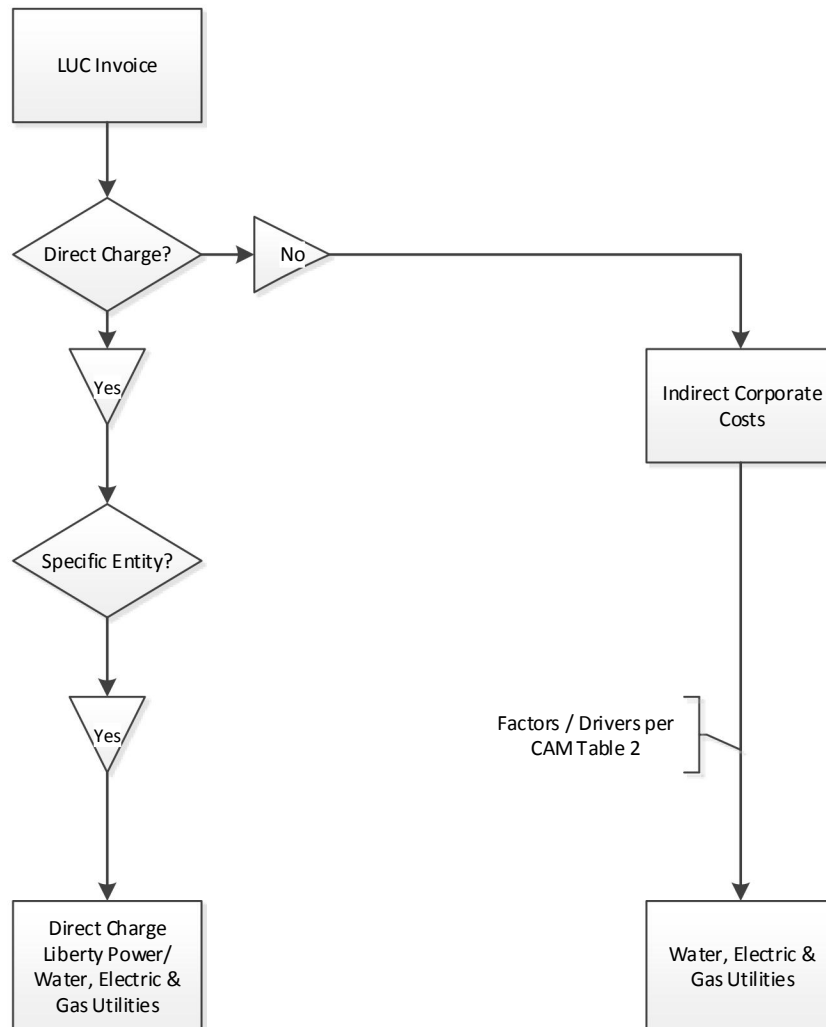 LUC Invoice
Direct Charge?
No
Yes
Indirect Corporate
Costs
Specific Entity?
Yes
Factors / Drivers per
CAM Table 2
Direct Charge
Liberty Power/
Water, Electric &
Gas Utilities
Water, Electric &
Gas Utilities